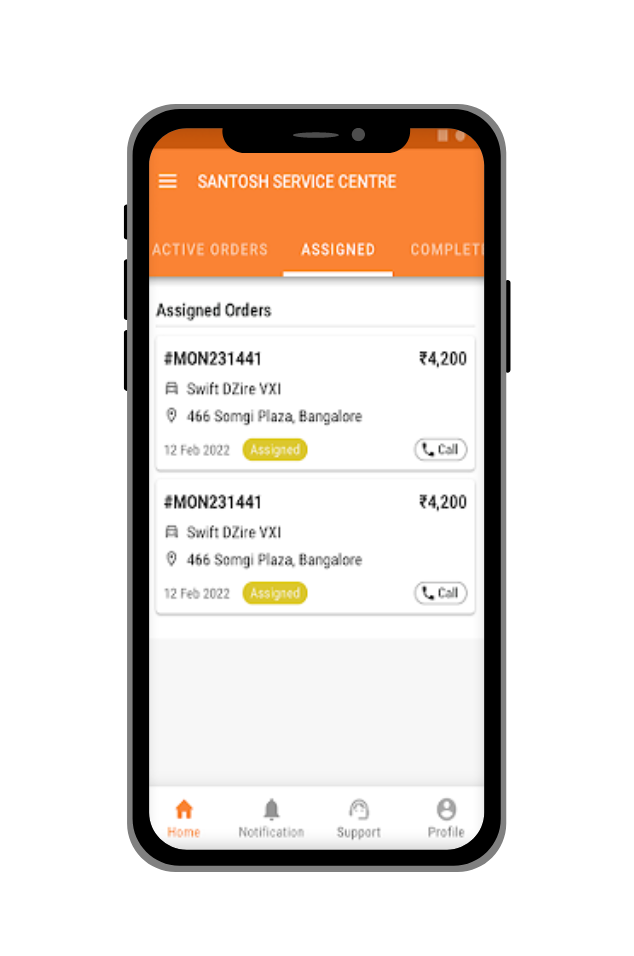 SANTOSH SERVICE CENTRE
ACTIVE ORDERS ASSIGNED COMPLETE
Assigned Orders
#MON231441 ₹4,200
Swift DZire VXI
466 Somgi Plaza, Bangalore
12 Feb 2022 Assigned Call
#MON231441 ₹4,200
Swift DZire VXI
466 Somgi Plaza, Bangalore
12 Feb 2022 Assigned Call
Home Notification Support Profile